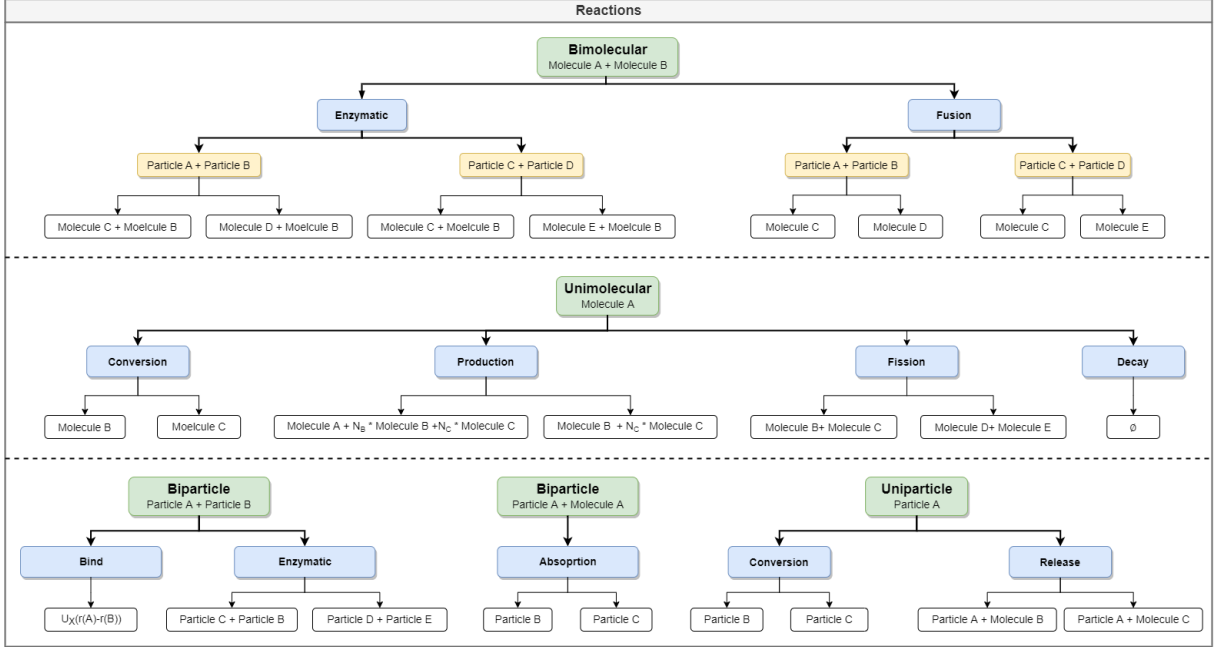 Reactions
Bimolecular
Molecule A + Molecule B
Enzymatic
Fusion
Particle A + Particle B
Particle C + Particle D
Particle A + Particle B
Particle C + Particle D
Molecule C + Moelcule B
Molecule D + Moelcule B
Molecule C + Moelcule B
Molecule E + Moelcule B
Molecule C
Molecule D
Molecule C
Molecule E
Unimolecular
Molecule A
Conversion
Production
Fission
Decay
Molecule B
Moelcule C
Molecule A + N_B * Molecule B +N_C * Molecule C
Molecule B + N_C * Molecule C
Molecule B+ Molecule C
Molecule D+ Molecule E
∅
Biparticle
Particle A + Particle B
Biparticle
Particle A + Molecule A
Uniparticle
Particle A
Bind
Enzymatic
Absoprtion
Conversion
Release
U_X(r(A)-r(B))
Particle C + Particle B
Particle D + Particle E
Particle B
Particle C
Particle B
Particle C
Particle A + Molecule B
Particle A + Molecule C